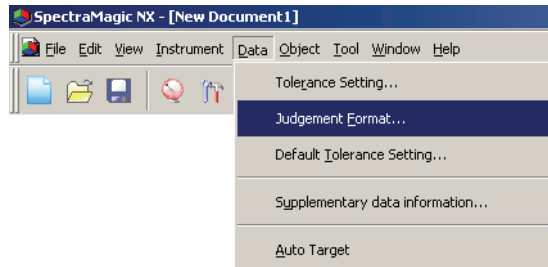 SpectraMagic NX - [New Document1]
File Edit View Instrument Data Object Tool Window Help
Tolerance Setting...
Judgement Format...
Default Tolerance Setting...
Supplementary data information...
Auto Target